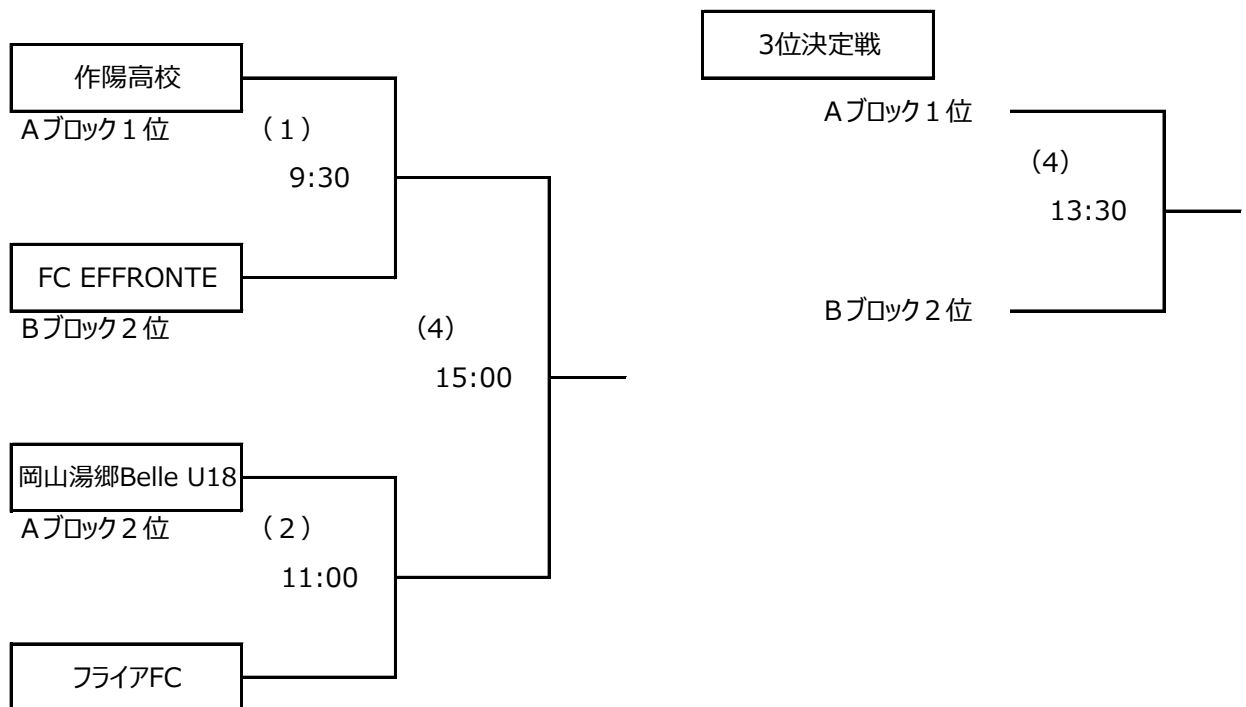 作陽高校
Aブロック１位
（１）
9:30
FC EFFRONTE
Bブロック２位
（4）
15:00
岡山湯郷Belle U18
Aブロック２位
（２）
11:00
フライアFC
3位決定戦
Aブロック１位
（4）
13:30
Bブロック２位